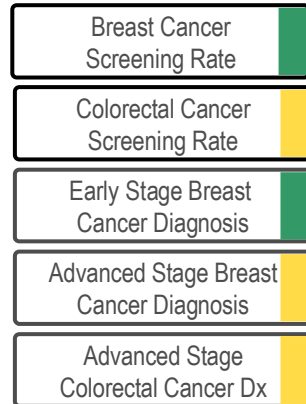 Breast Cancer
Screening Rate
Colorectal Cancer
Screening Rate
Early Stage Breast
Cancer Diagnosis
Advanced Stage Breast
Cancer Diagnosis
Advanced Stage
Colorectal Cancer Dx